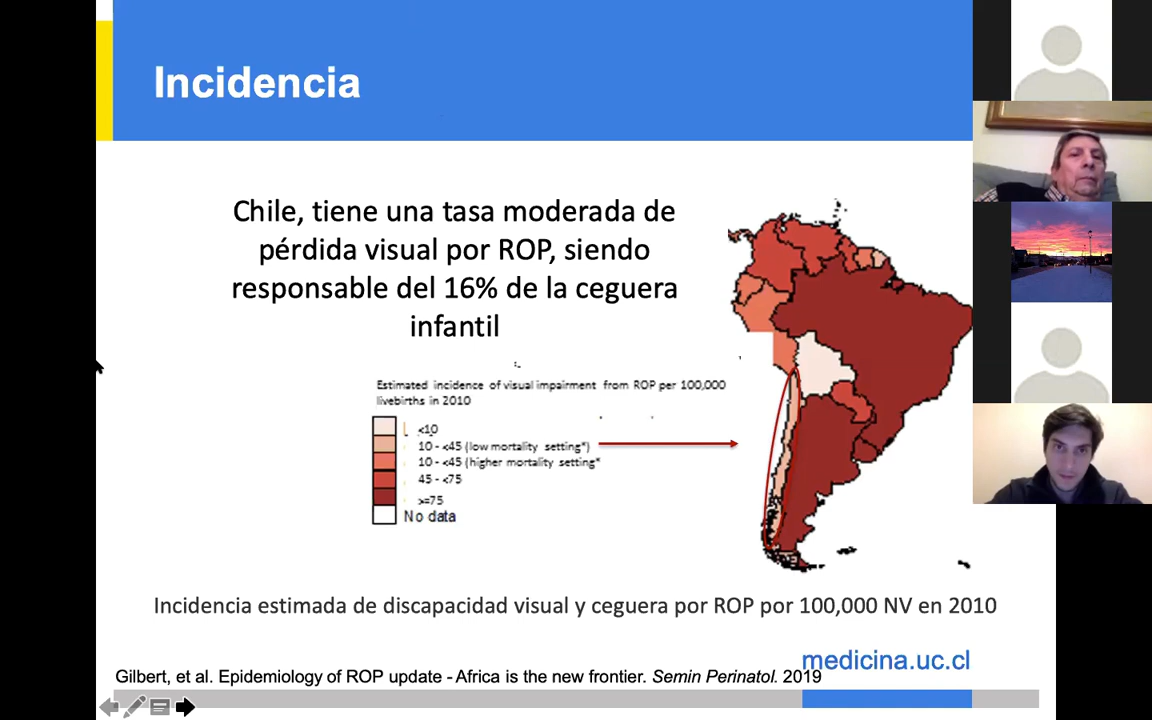 Incidencia
Chile, tiene una tasa moderada de
pérdida visual por ROP, siendo
responsable del 16% de la ceguera
infantil
Estimated incidence of visual impairment from ROP per 100,000
livebirths in 2010
<10
10 - <45 (low mortality setting*)
10 - <45 (higher mortality setting*
45 - <75
>=75
No data
Incidencia estimada de discapacidad visual y ceguera por ROP por 100,000 NV en 2010
medicina.uc.cl
Gilbert, et al. Epidemiology of ROP update - Africa is the new frontier. Semin Perinatol. 2019